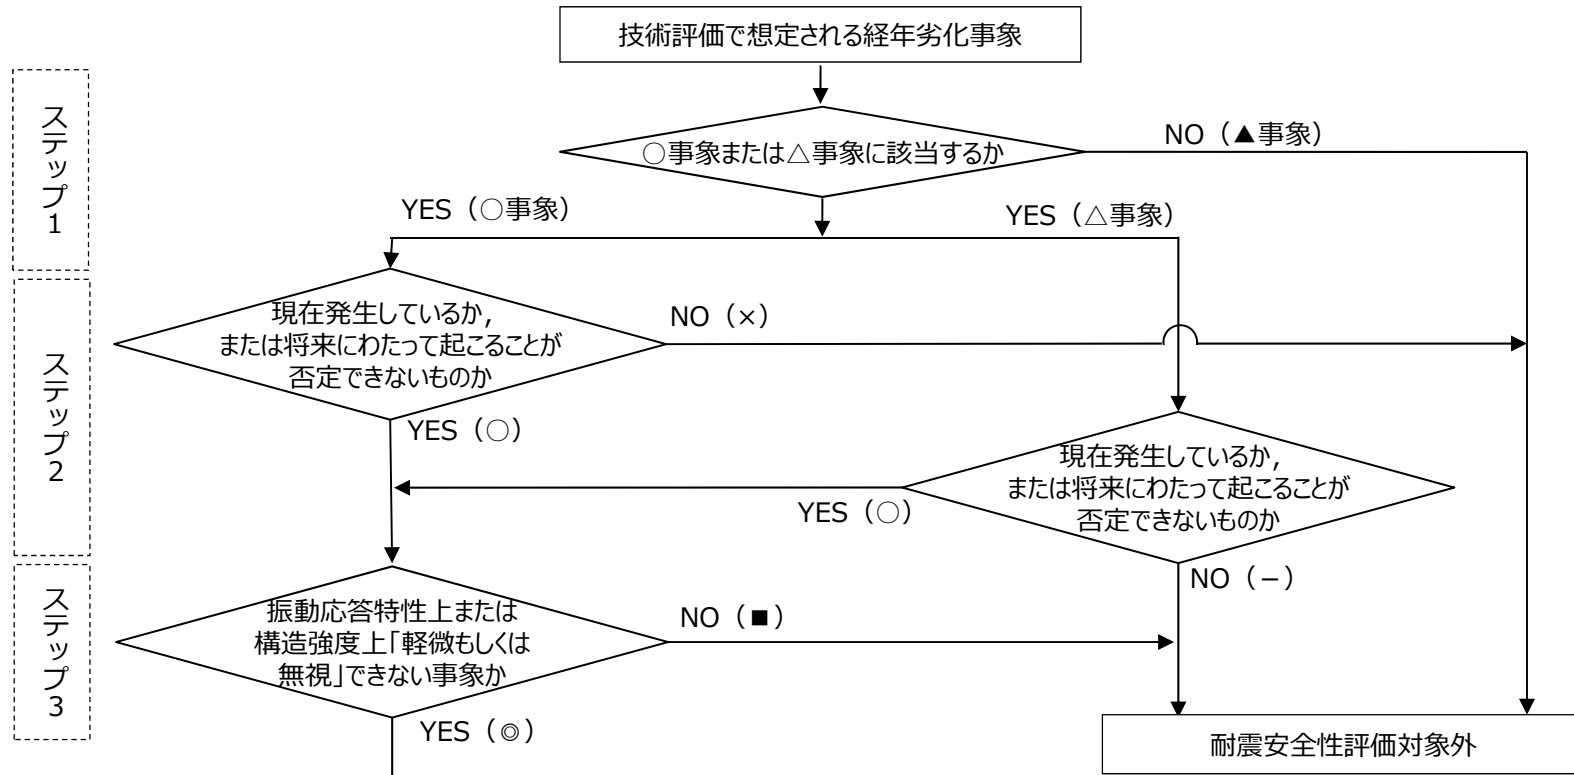 技術評価で想定される経年劣化事象
ステップ1
○事象または△事象に該当するか
NO（▲事象）
YES（○事象）
YES（△事象）
ステップ2
現在発生しているか，
または将来にわたって起こることが
否定できないものか
NO（×）
YES（○）
現在発生しているか，
または将来にわたって起こることが
否定できないものか
YES（○）
NO（−）
ステップ3
振動応答特性上または
構造強度上「軽微もしくは
無視」できない事象か
NO（■）
YES（◎）
耐震安全性評価対象外